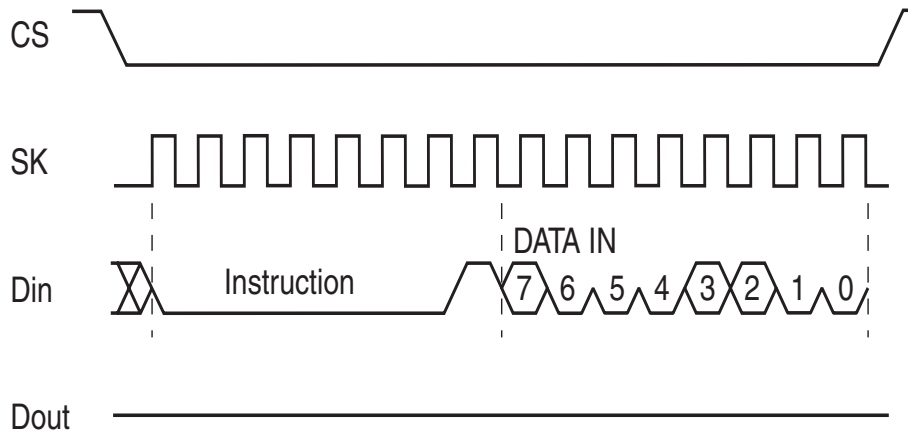 CS
SK
DATA IN
Din Instruction 7 6 5 4 3 2 1 0
Dout